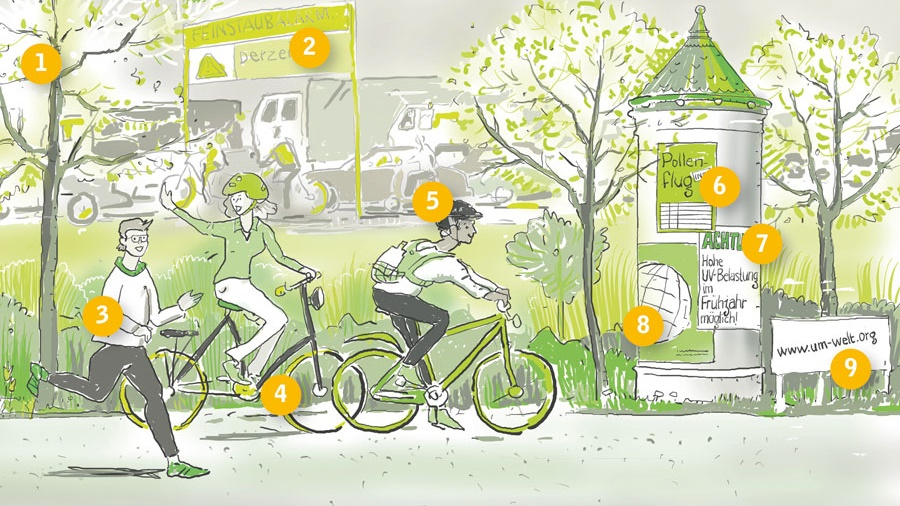 1
FEINSTAUB ALARM
2
derzeit
5
Pollen-
flug
6
ACHTU
7
Hohe
UV-Belastung
im
Frühjahr
möglich!
3
8
www.um-welt.org
9
4